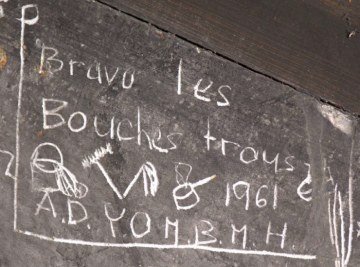 P
Bravo les
Bouches trous
1961
A.D. Y O M. B. M. H.